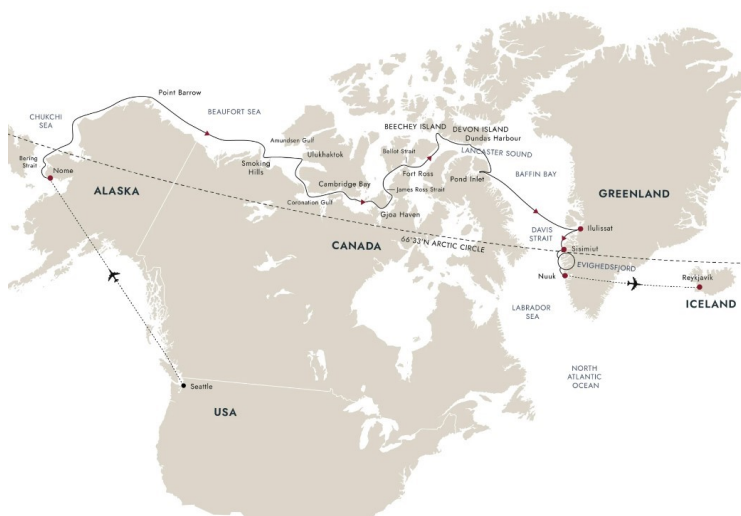 Point Barrow
CHUKCHI
SEA
BEAUFORT SEA
BEECHEY ISLAND
DEVON ISLAND
Dundas Harbour
Amundsen Gulf
Bellot Strait
LANCASTER SOUND
Bering Strait
Ulukhaktok
Smoking
Hills
Nome
Fort Ross
Pond Inlet
BAFFIN BAY
ALASKA
Cambridge Bay
James Ross Strait
GREENLAND
Coronation Gulf
Gjoa Haven
CANADA
66°33'N ARCTIC CIRCLE
DAVIS
STRAIT
Ilulissat
Sisimiut
EVIGHEDSFJORD
Nuuk
Reykjavik
ICELAND
LABRADOR
SEA
NORTH
ATLANTIC
OCEAN
Seattle
USA